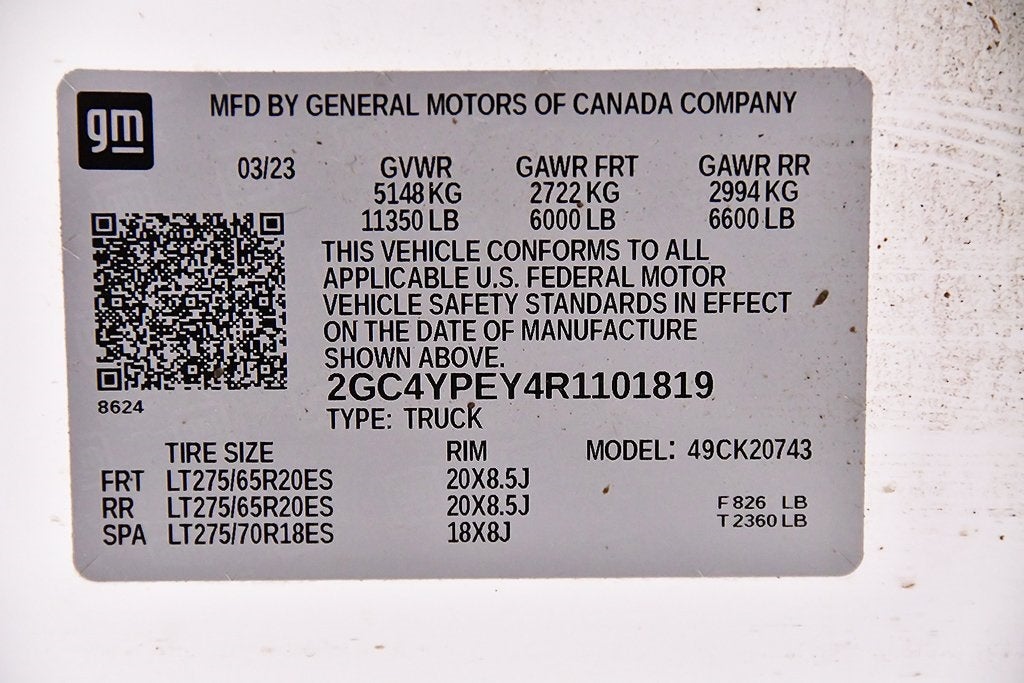 gm
MFD BY GENERAL MOTORS OF CANADA COMPANY
03/23 GVWR GAWR FRT GAWR RR
5148 KG 2722 KG 2994 KG
11350 LB 6000 LB 6600 LB
THIS VEHICLE CONFORMS TO ALL
APPLICABLE U.S. FEDERAL MOTOR
VEHICLE SAFETY STANDARDS IN EFFECT
ON THE DATE OF MANUFACTURE
SHOWN ABOVE.
2GC4YPEY4R1101819
8624
TYPE: TRUCK
TIRE SIZE RIM MODEL: 49CK20743
FRT LT275/65R20ES 20X8.5J
RR LT275/65R20ES 20X8.5J F 826 LB
SPA LT275/70R18ES 18X8J T 2360 LB